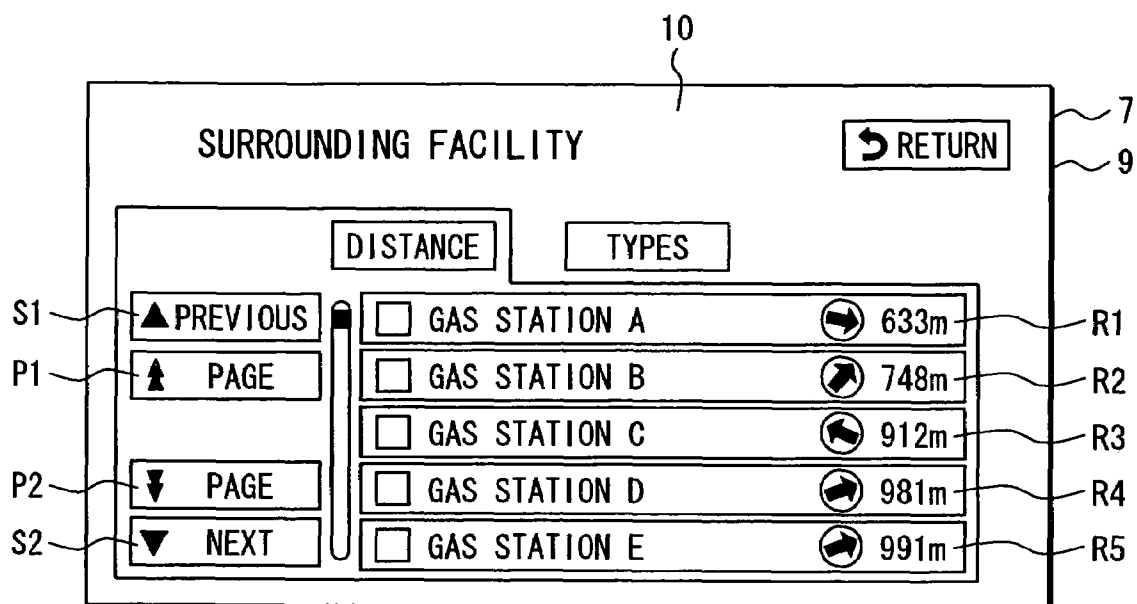 10
7
SURROUNDING FACILITY RETURN
9
DISTANCE TYPES
S1 PREVIOUS GAS STATION A 633m R1
P1 PAGE GAS STATION B 748m R2
GAS STATION C 912m R3
P2 PAGE GAS STATION D 981m R4
S2 NEXT GAS STATION E 991m R5